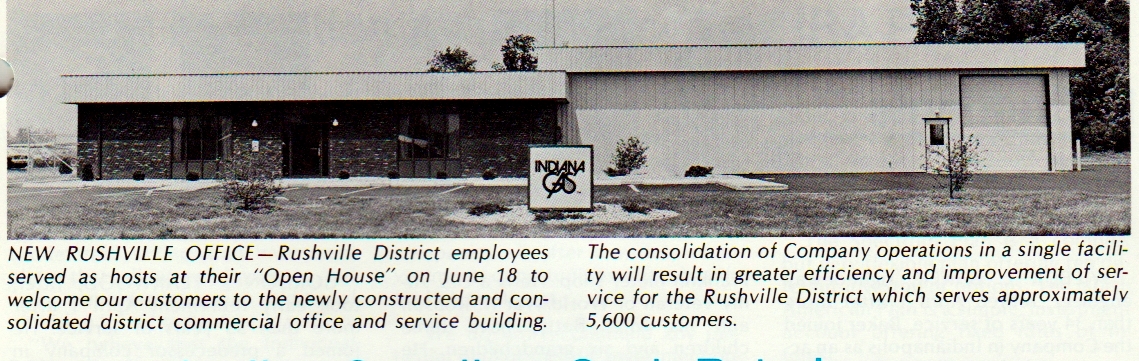 INDIANA
GAS
NEW RUSHVILLE OFFICE—Rushville District employees
served as hosts at their "Open House" on June 18 to
welcome our customers to the newly constructed and con-
solidated district commercial office and service building.
The consolidation of Company operations in a single facili-
ty will result in greater efficiency and improvement of ser-
vice for the Rushville District which serves approximately
5,600 customers.